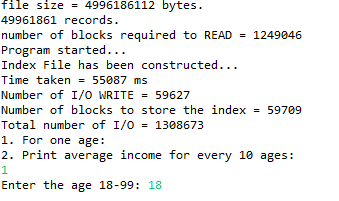 file size = 4996186112 bytes.
49961861 records.
number of blocks required to READ = 1249046
Program started...
Index File has been constructed...
Time taken = 55087 ms
Number of I/O WRITE = 59627
Number of blocks to store the index = 59709
Total number of I/O = 1308673
1. For one age:
2. Print average income for every 10 ages:
1
Enter the age 18-99: 18